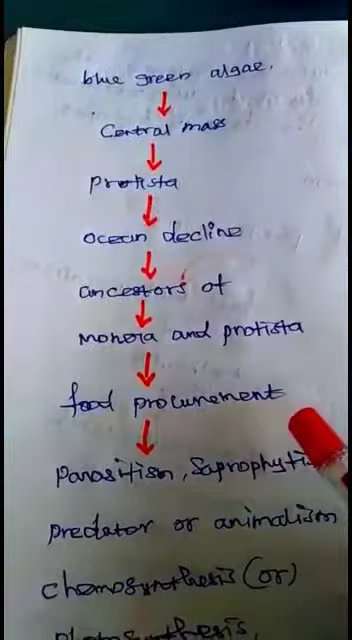 blue green algae.
Central mass
protista
ocean decline
ancestors of
monera and protista
food procurement
Parasitism, Saprophyti
predator or animalism
chemosynthesis (or)
photosynthesis